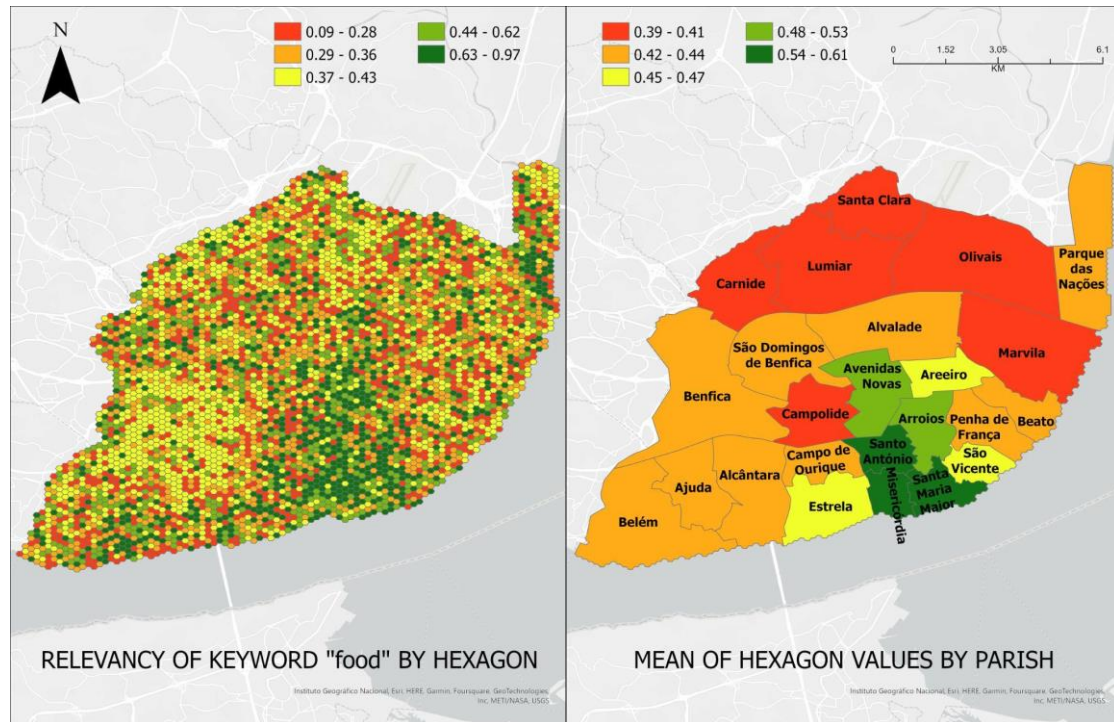 N
0.09 - 0.28
0.29 - 0.36
0.37 - 0.43
0.44 - 0.62
0.63 - 0.97
RELEVANCY OF KEYWORD "food" BY HEXAGON
Instituto Geográfico Nacional, Esri, HERE, Garmin, Foursquare, GeoTechnologies,
Inc, METI/NASA, USGS
0.39 - 0.41
0.42 - 0.44
0.45 - 0.47
0.48 - 0.53
0.54 - 0.61
0 1.52 3.05 6.1
KM
Santa Clara
Lumiar
Olivais
Parque
das
Nações
Carnide
Alvalade
Marvila
São Domingos
de Benfica
Avenidas
Novas
Areeiro
Benfica
Campolide
Arroios
Penha de
França
Beato
Santo
António
Campo de
Ourique
São
Vicente
Alcântara
Ajuda
Misericórdia
Santa
Maria
Maior
Estrela
Belém
MEAN OF HEXAGON VALUES BY PARISH
Instituto Geográfico Nacional, Esri, HERE, Garmin, Foursquare, GeoTechnologies,
Inc, METI/NASA, USGS